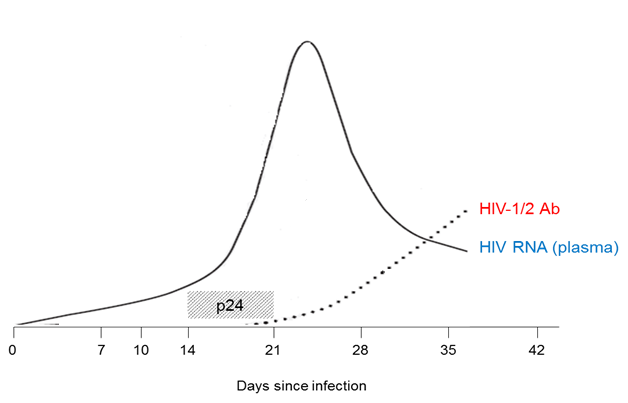 HIV-1/2 Ab
HIV RNA (plasma)
p24
0 7 10 14 21 28 35 42
Days since infection